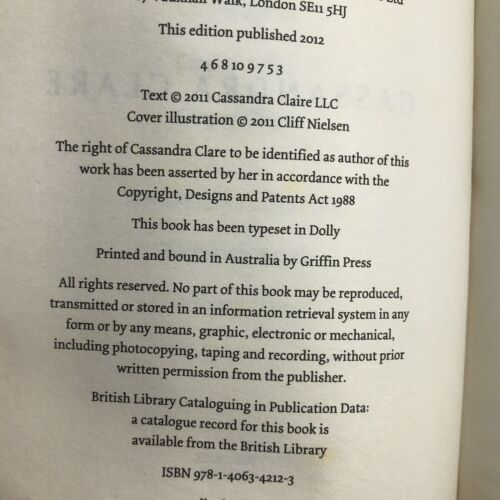 Walk, London SE11 5HJ
This edition published 2012
4 6 8 10 9 7 5 3
Text © 2011 Cassandra Claire LLC
Cover illustration © 2011 Cliff Nielsen
The right of Cassandra Clare to be identified as author of this
work has been asserted by her in accordance with the
Copyright, Designs and Patents Act 1988
This book has been typeset in Dolly
Printed and bound in Australia by Griffin Press
All rights reserved. No part of this book may be reproduced,
transmitted or stored in an information retrieval system in any
form or by any means, graphic, electronic or mechanical,
including photocopying, taping and recording, without prior
written permission from the publisher.
British Library Cataloguing in Publication Data:
a catalogue record for this book is
available from the British Library
ISBN 978-1-4063-4212-3